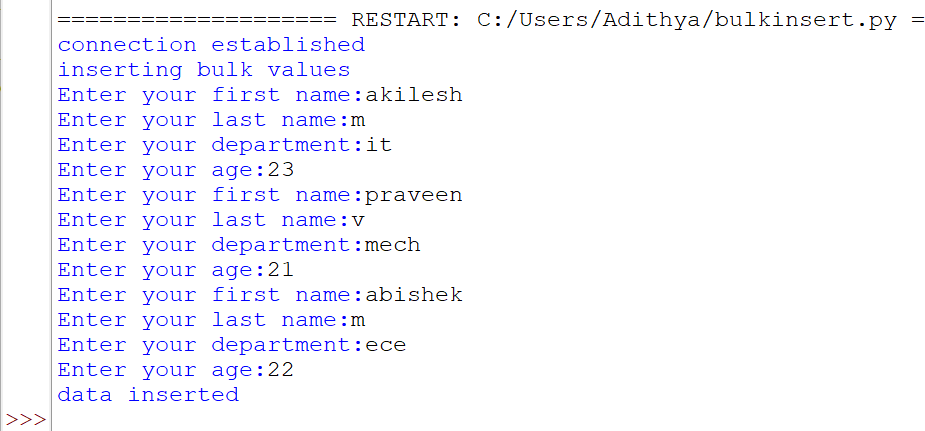 ===================== RESTART: C:/Users/Adithya/bulkinsert.py =
connection established
inserting bulk values
Enter your first name:akilesh
Enter your last name:m
Enter your department:it
Enter your age:23
Enter your first name:praveen
Enter your last name:v
Enter your department:mech
Enter your age:21
Enter your first name:abishek
Enter your last name:m
Enter your department:ece
Enter your age:22
data inserted
>>>